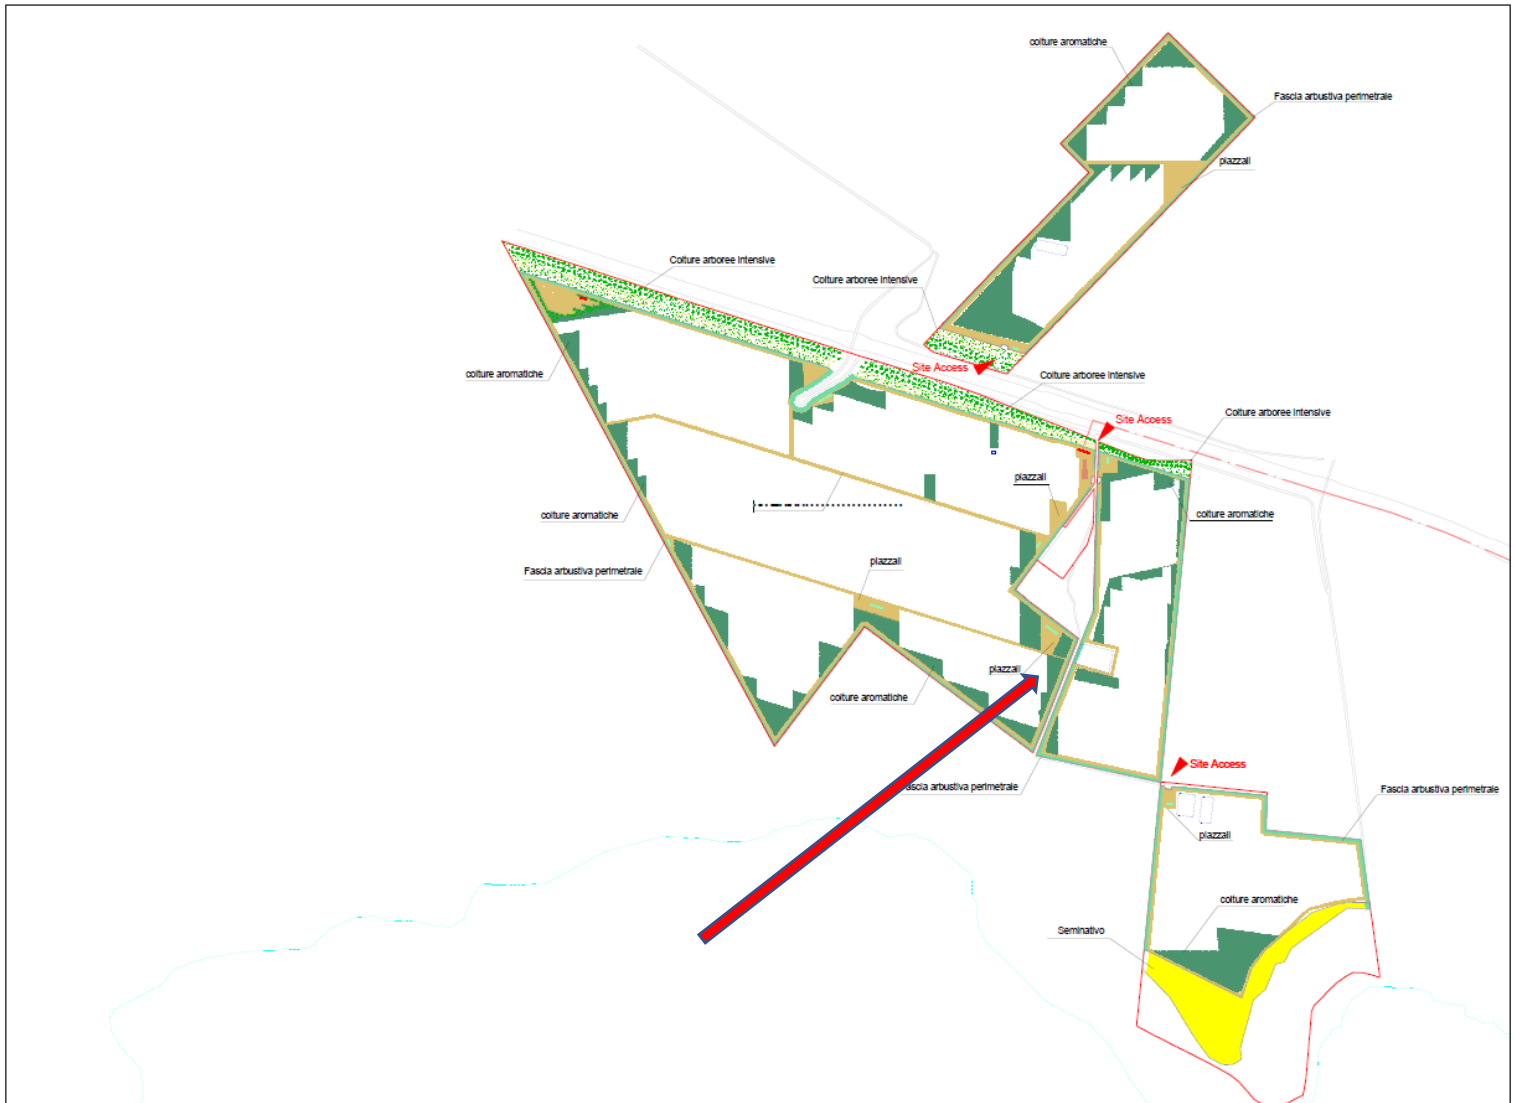 colture aromatiche
Fascia arbustiva perimetrale
piazzali
Colture arboree intensive
Colture arboree intensive
Site Access
colture aromatiche
Colture arboree intensive
Colture arboree intensive
Site Access
piazzali
colture aromatiche
colture aromatiche
piazzali
Fascia arbustiva perimetrale
piazzali
colture aromatiche
Site Access
ascia arbustiva perimetrale
Fascia arbustiva perimetrale
piazzali
colture aromatiche
Seminativo